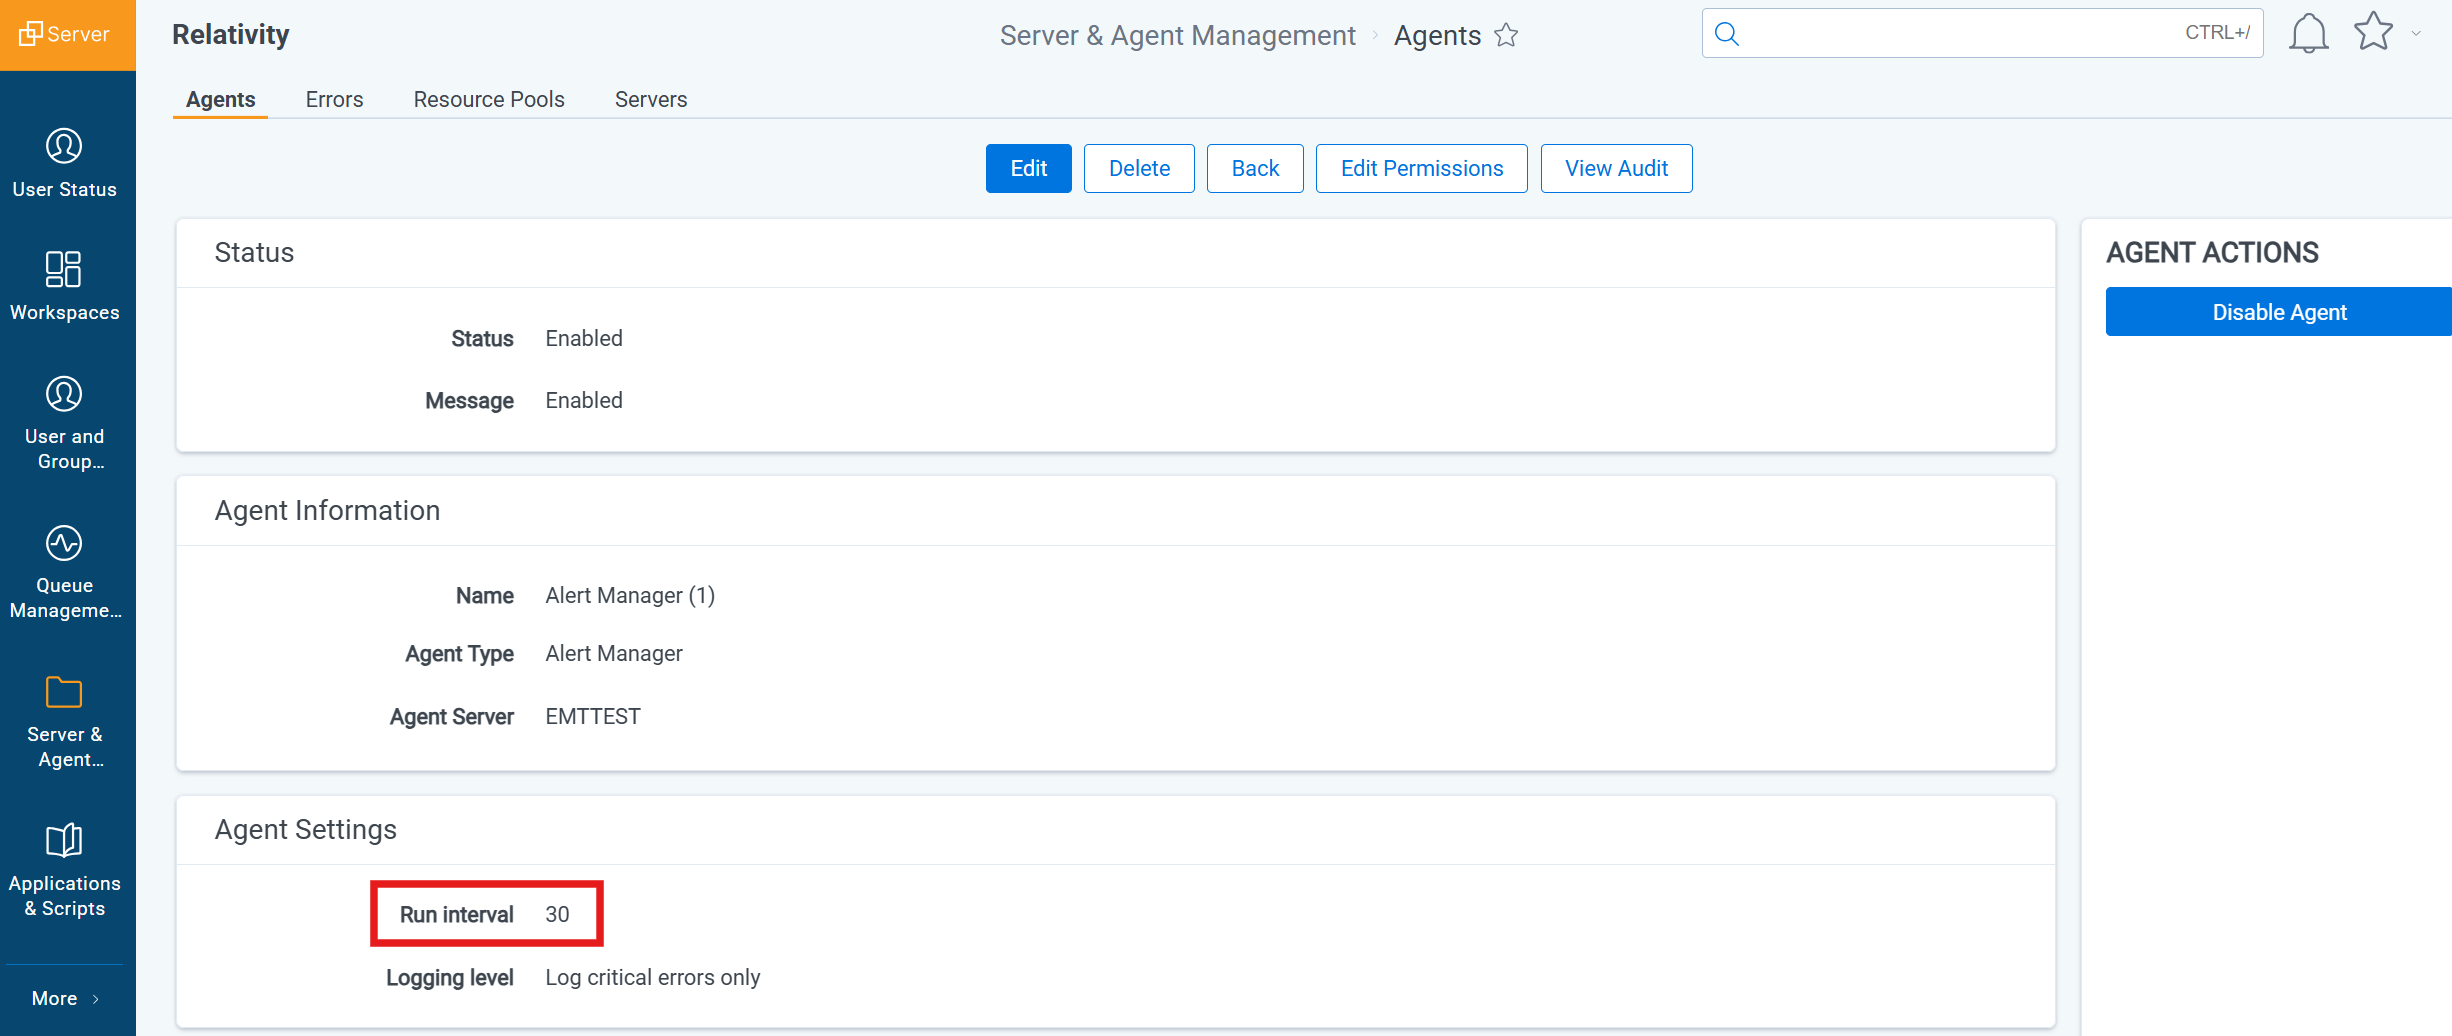 Server
Relativity
Server & Agent Management › Agents
CTRL+/
Agents Errors Resource Pools Servers
Edit Delete Back Edit Permissions View Audit
User Status
Workspaces
User and
Group...
Queue
Manageme...
Server &
Agent...
Applications
& Scripts
More ›
Status
Status Enabled
Message Enabled
Agent Information
Name Alert Manager (1)
Agent Type Alert Manager
Agent Server EMTTEST
Agent Settings
Run interval 30
Logging level Log critical errors only
AGENT ACTIONS
Disable Agent